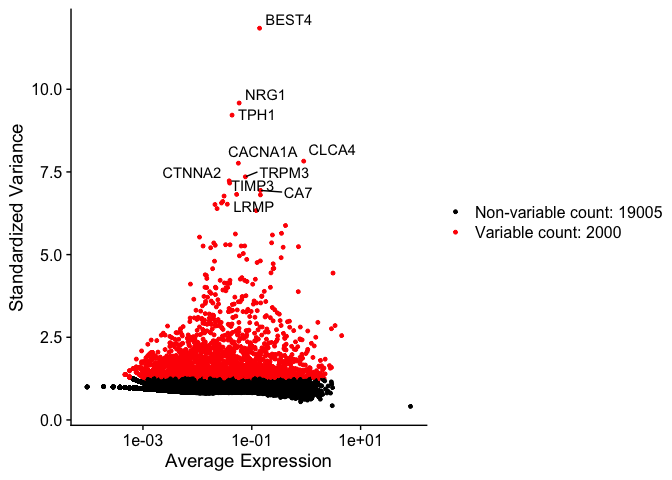 BEST4
NRG1
TPH1
CACNA1A
CLCA4
CTNNA2
TRPM3
TIMP3
CA7
LRMP
10.0
7.5
5.0
2.5
0.0
Standardized Variance
1e-03
1e-01
1e+01
Average Expression
Non-variable count: 19005
Variable count: 2000